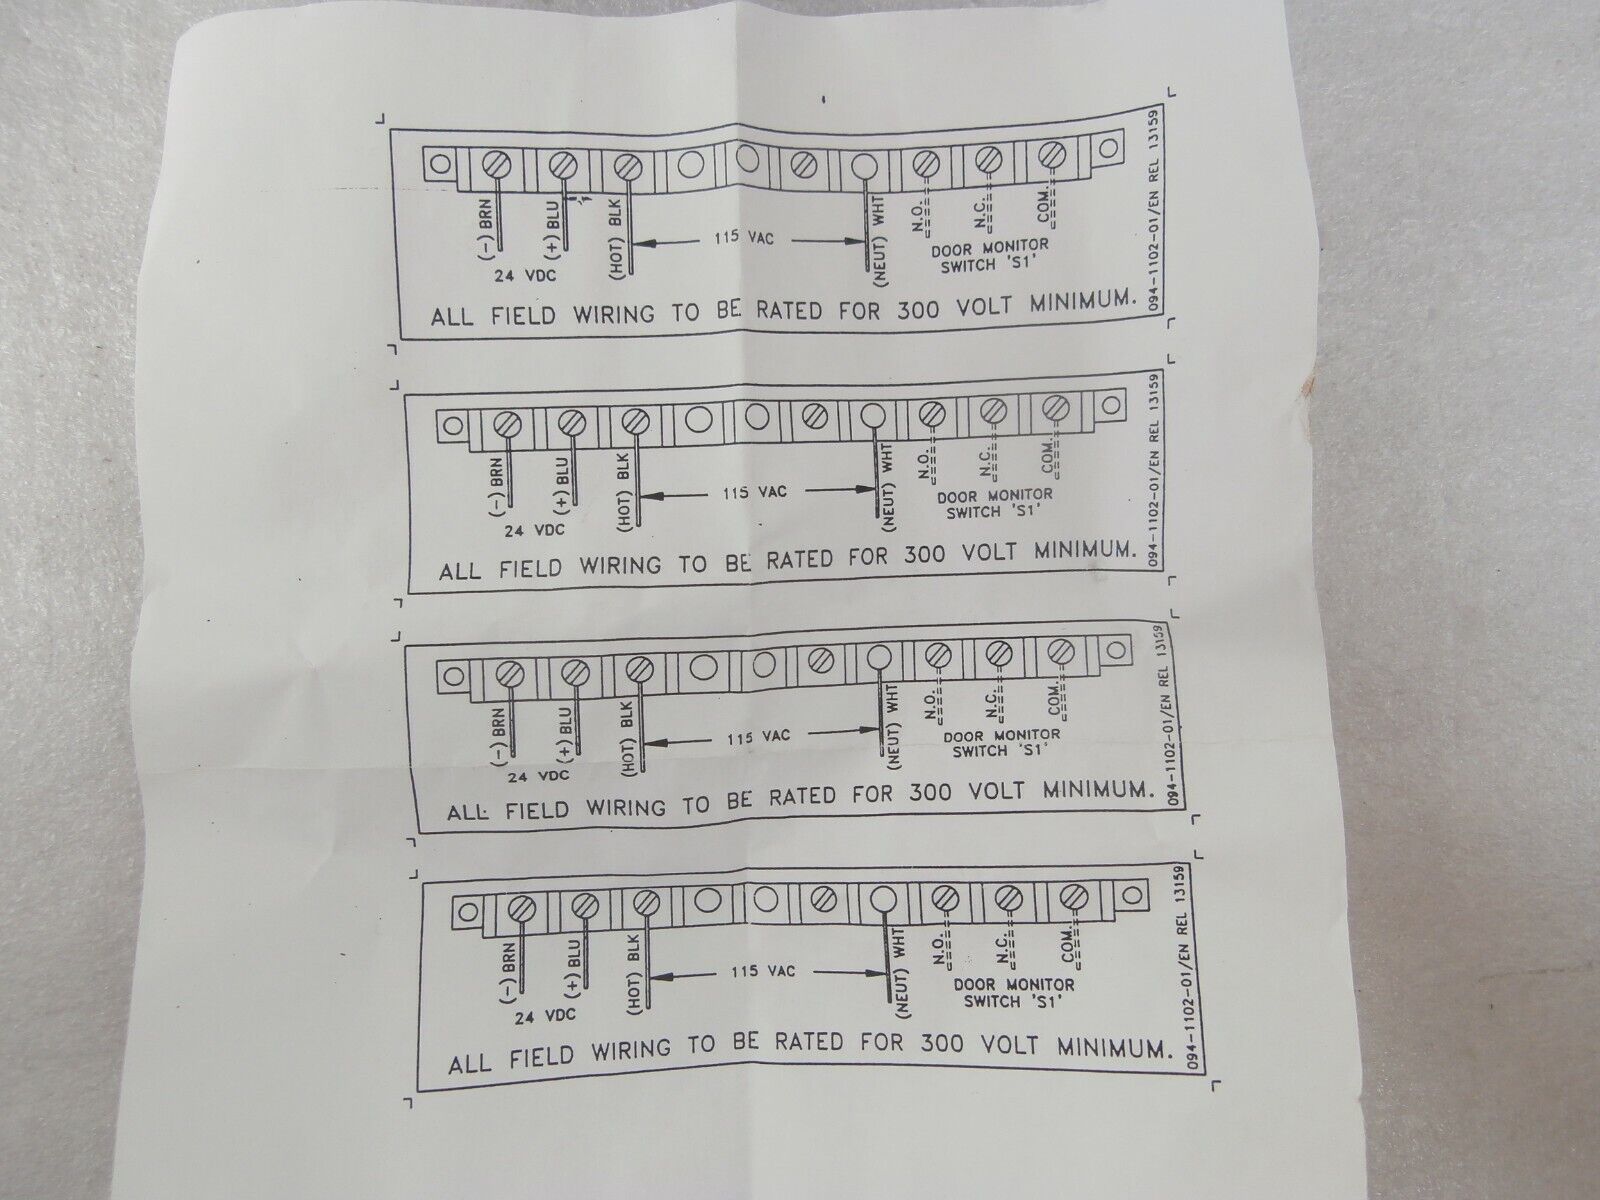 (-) BRN
(+) BLU
(HOT) BLK
115 VAC
(NEUT) WHT
N.O.
N.C.
COM.
24 VDC
DOOR MONITOR
SWITCH 'S1'
ALL FIELD WIRING TO BE RATED FOR 300 VOLT MINIMUM.
094-1102-01/EN REL 13159
(-) BRN
(+) BLU
(HOT) BLK
115 VAC
(NEUT) WHT
N.O.
N.C.
COM.
24 VDC
DOOR MONITOR
SWITCH 'S1'
ALL FIELD WIRING TO BE RATED FOR 300 VOLT MINIMUM.
094-1102-01/EN REL 13159
(-) BRN
(+) BLU
(HOT) BLK
115 VAC
(NEUT) WHT
N.O.
N.C.
COM.
24 VDC
DOOR MONITOR
SWITCH 'S1'
ALL FIELD WIRING TO BE RATED FOR 300 VOLT MINIMUM.
094-1102-01/EN REL 13159
(-) BRN
(+) BLU
(HOT) BLK
115 VAC
(NEUT) WHT
N.O.
N.C.
COM.
24 VDC
DOOR MONITOR
SWITCH 'S1'
ALL FIELD WIRING TO BE RATED FOR 300 VOLT MINIMUM.
094-1102-01/EN REL 13159